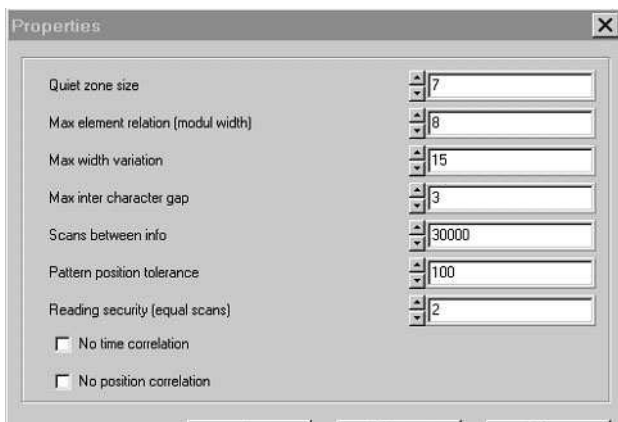 Properties
Quiet zone size 7
Max element relation (modul width) 8
Max width variation 15
Max inter character gap 3
Scans between info 30000
Pattern position tolerance 100
Reading security (equal scans) 2
No time correlation
No position correlation